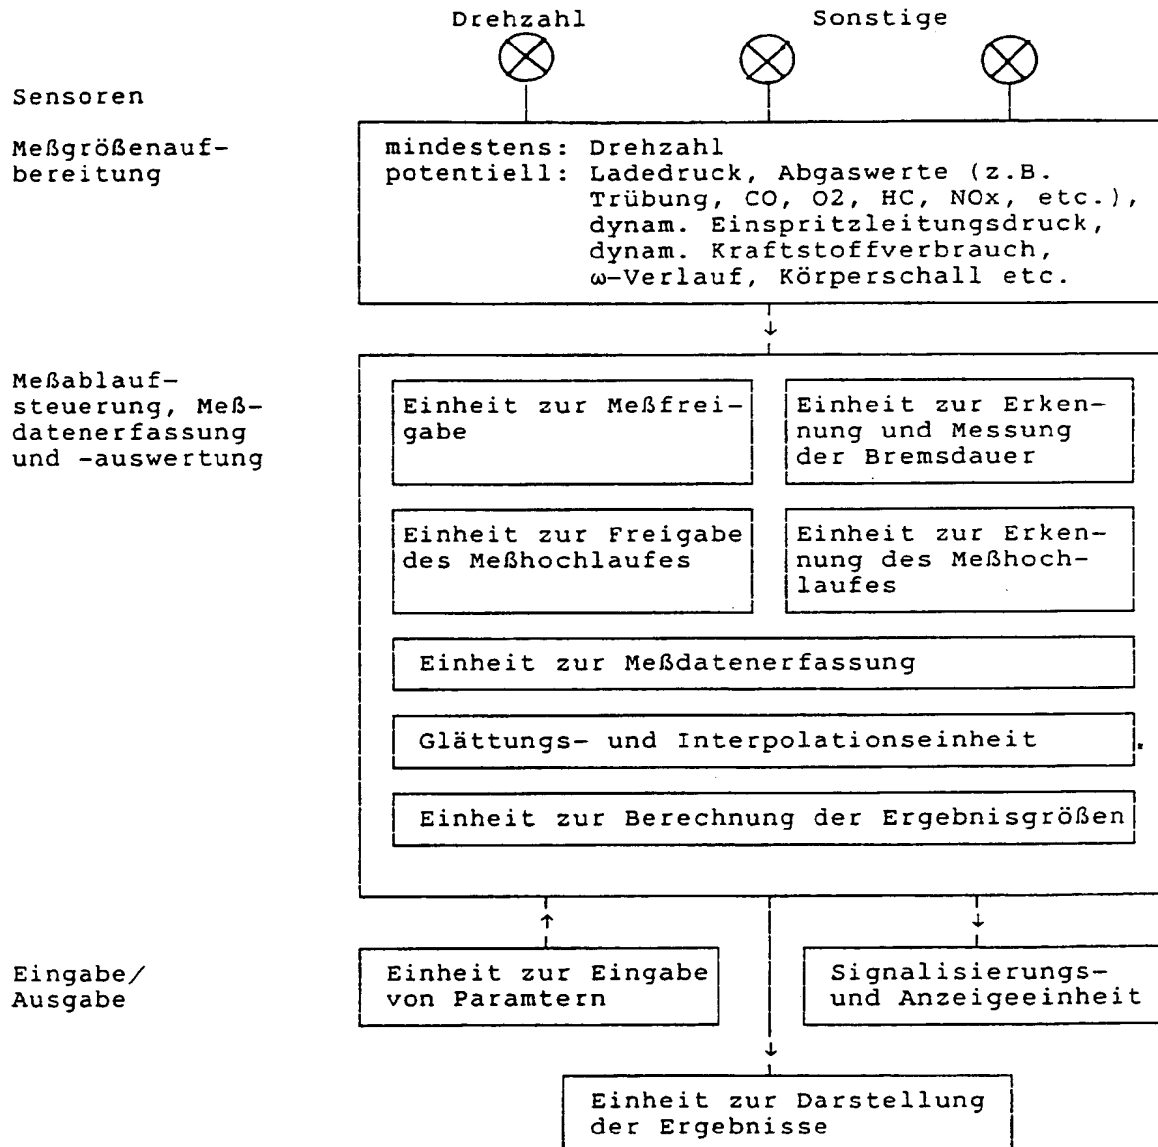 Drehzahl
Sonstige
Sensoren
Meßgrößenauf-
bereitung
mindestens: Drehzahl
potentiell: Ladedruck, Abgaswerte (z.B.
Trübung, CO, O2, HC, NOx, etc.),
dynam. Einspritzleitungsdruck,
dynam. Kraftstoffverbrauch,
ω-Verlauf, Körperschall etc.
Meßablauf-
steuerung, Meß-
datenerfassung
und -auswertung
Einheit zur Meßfrei-
gabe
Einheit zur Erken-
nung und Messung
der Bremsdauer
Einheit zur Freigabe
des Meßhochlaufes
Einheit zur Erken-
nung des Meßhoch-
laufes
Einheit zur Meßdatenerfassung
Glättungs- und Interpolationseinheit
Einheit zur Berechnung der Ergebnisgrößen
Eingabe/
Ausgabe
Einheit zur Eingabe
von Paramtern
Signalisierungs-
und Anzeigeeinheit
Einheit zur Darstellung
der Ergebnisse